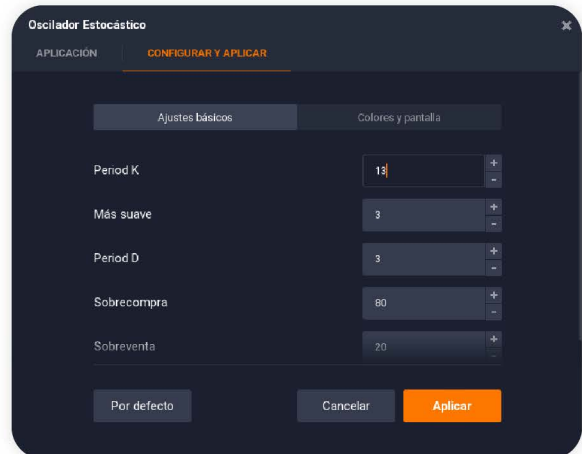 Oscilador Estocástico
APLICACIÓN CONFIGURAR Y APLICAR
Ajustes básicos Colores y pantalla
Period K 13
Más suave 3
Period D 3
Sobrecompra 80
Sobreventa 20
Por defecto Cancelar Aplicar